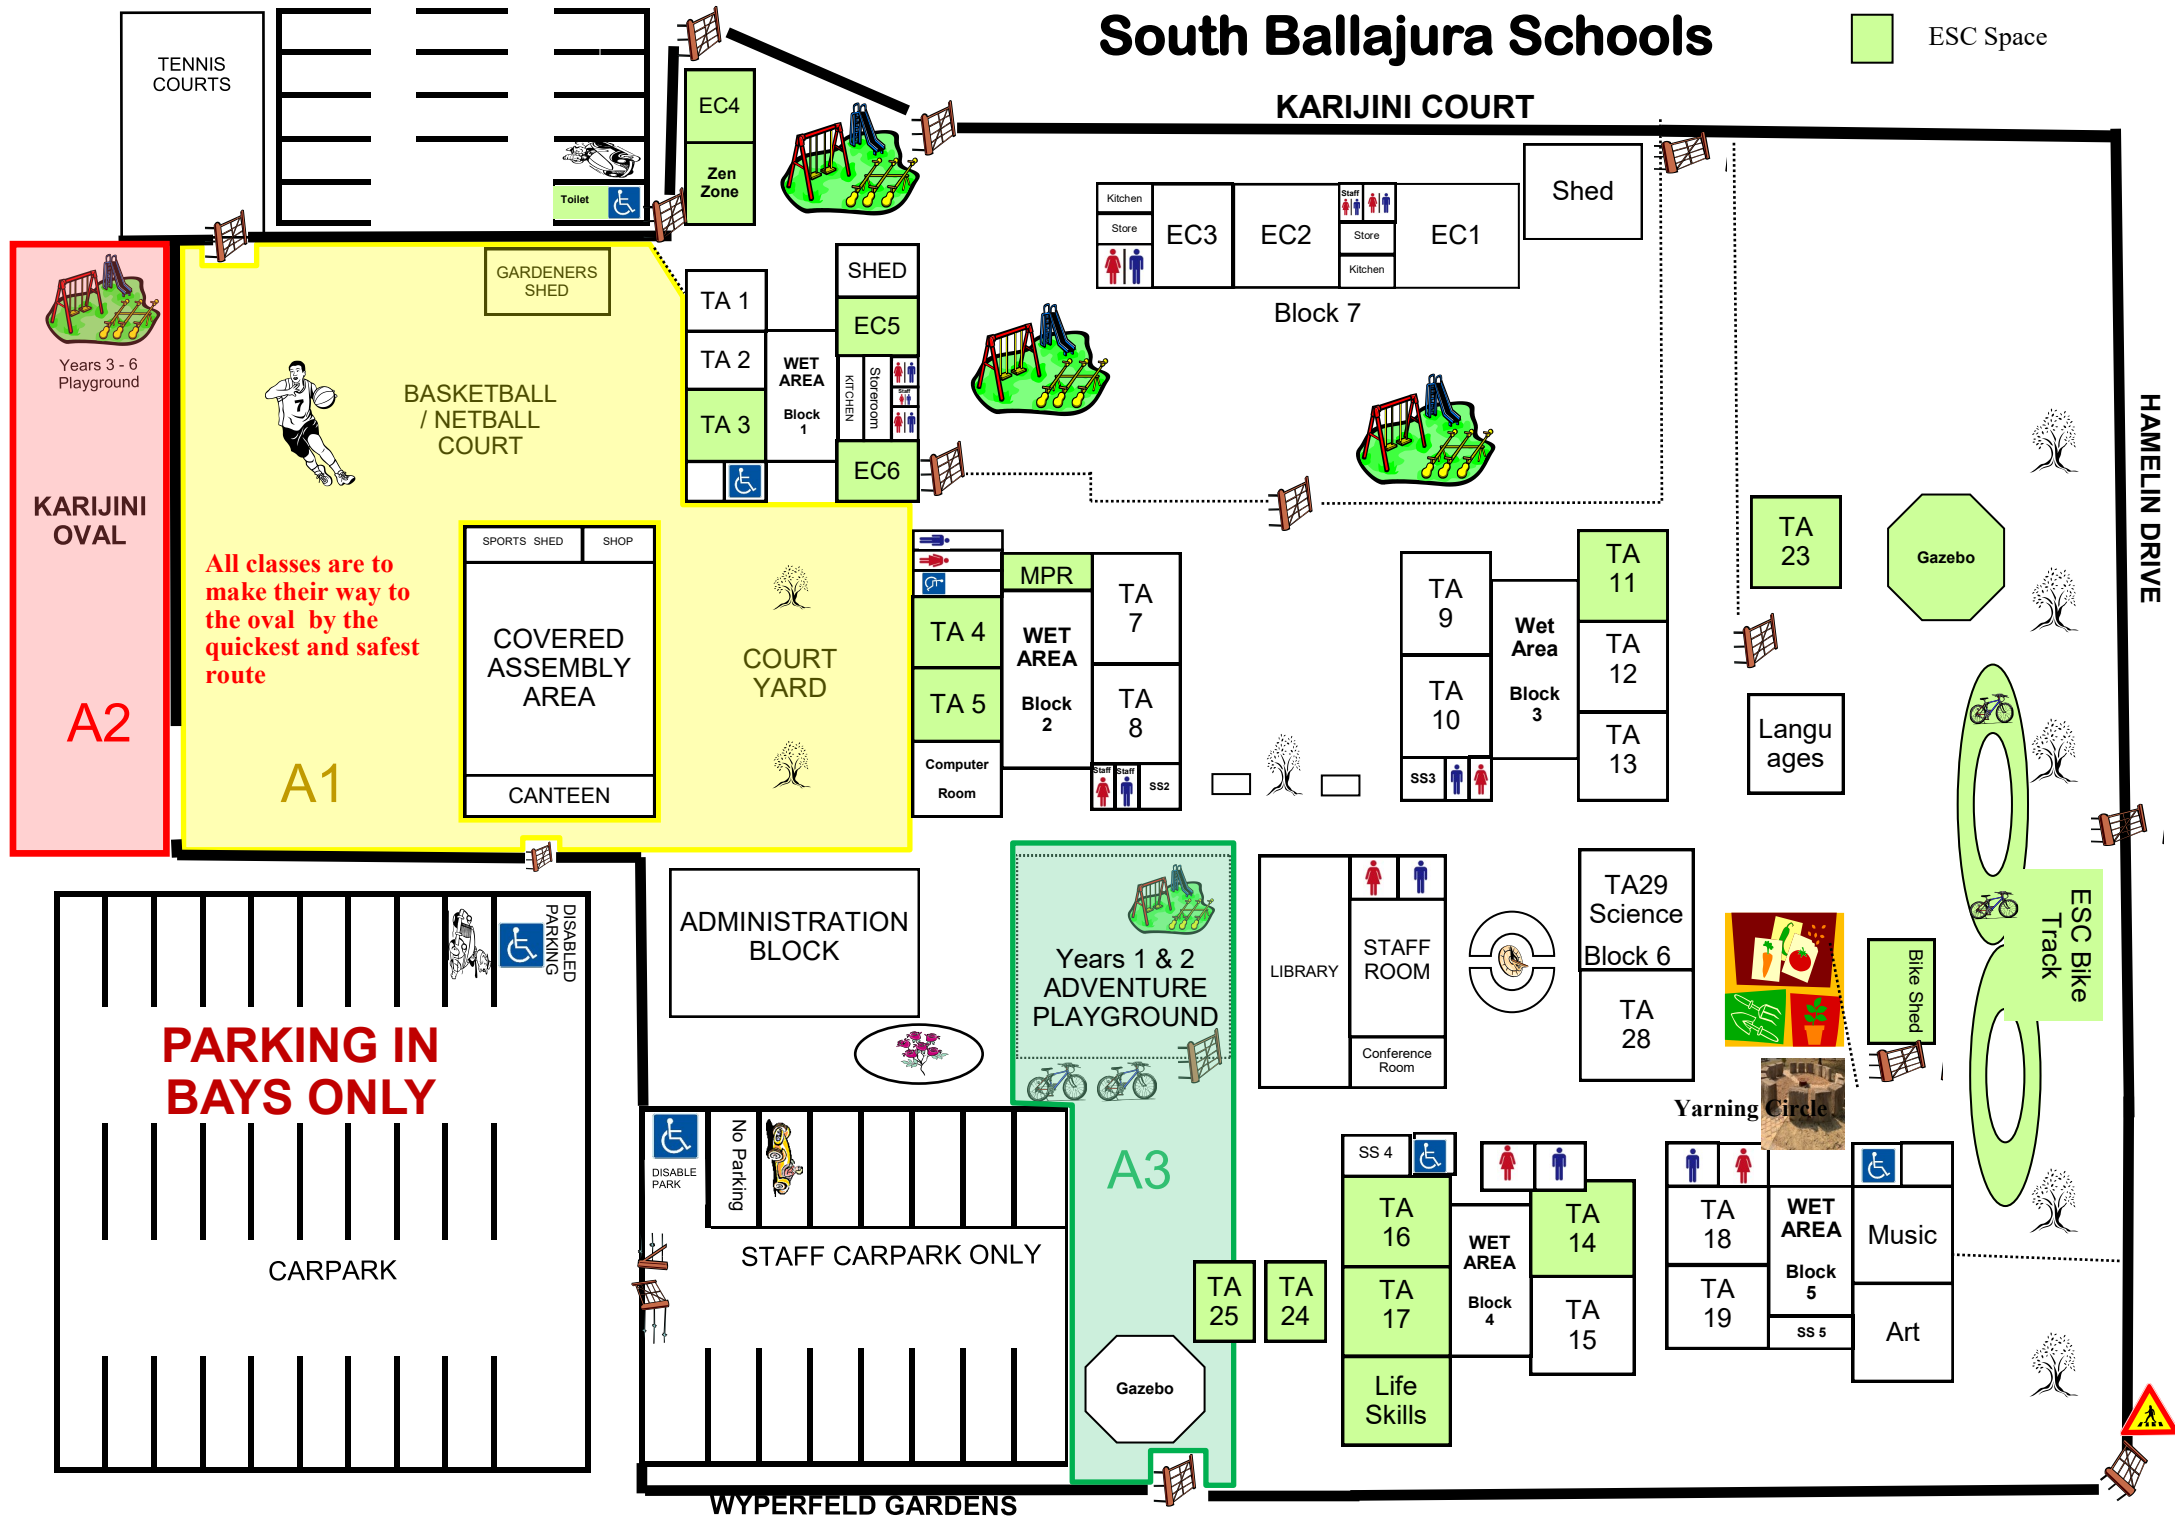 South Ballajura Schools
ESC Space
KARIJINI COURT
HAMELIN DRIVE
WYPERFELD GARDENS
TENNIS
COURTS
Toilet
EC4
Zen
Zone
Kitchen
Store
EC3
EC2
Staff
Store
Kitchen
EC1
Shed
Block 7
Years 3 - 6
Playground
KARIJINI
OVAL
A2
GARDENERS
SHED
7
BASKETBALL
/ NETBALL
COURT
All classes are to
make their way to
the oval by the
quickest and safest
route
A1
SPORTS SHED
SHOP
COVERED
ASSEMBLY
AREA
CANTEEN
COURT
YARD
TA 1
TA 2
TA 3
WET
AREA
Block
1
SHED
EC5
KITCHEN
Storeroom
Staff
EC6
MPR
TA 4
TA 5
Computer
Room
WET
AREA
Block
2
TA
7
TA
8
Staff
Staff
SS2
TA
9
TA
10
SS3
Wet
Area
Block
3
TA
11
TA
12
TA
13
TA
23
Gazebo
Langu
ages
ESC Bike
Track
Bike Shed
DISABLED
PARKING
PARKING IN
BAYS ONLY
CARPARK
ADMINISTRATION
BLOCK
Years 1 & 2
ADVENTURE
PLAYGROUND
A3
LIBRARY
STAFF
ROOM
Conference
Room
TA29
Science
Block 6
TA
28
Yarning Circle
DISABLE
PARK
No Parking
STAFF CARPARK ONLY
Gazebo
TA
25
TA
24
SS 4
TA
16
TA
17
Life
Skills
WET
AREA
Block
4
TA
14
TA
15
TA
18
TA
19
WET
AREA
Block
5
SS 5
Music
Art